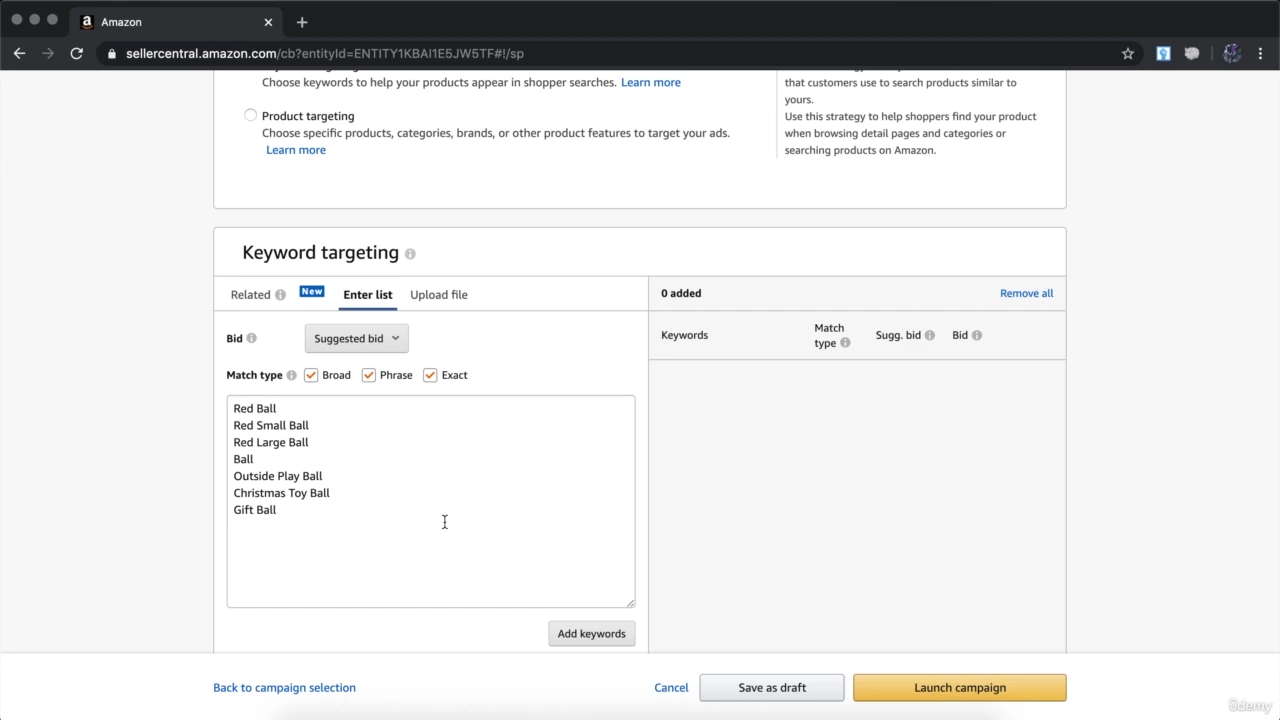 Amazon
sellercentral.amazon.com/cb?entityId=ENTITY1KBAI1E5JW5TF#!/sp
Choose keywords to help your products appear in shopper searches. Learn more
Product targeting
Choose specific products, categories, brands, or other product features to target your ads.
Learn more
that customers use to search products similar to
yours.
Use this strategy to help shoppers find your product
when browsing detail pages and categories or
searching products on Amazon.
Keyword targeting
Related New Enter list Upload file
0 added Remove all
Bid Suggested bid
Keywords Match type Sugg. bid Bid
Match type Broad Phrase Exact
Red Ball
Red Small Ball
Red Large Ball
Ball
Outside Play Ball
Christmas Toy Ball
Gift Ball
Add keywords
Back to campaign selection Cancel Save as draft Launch campaign
ûdemy